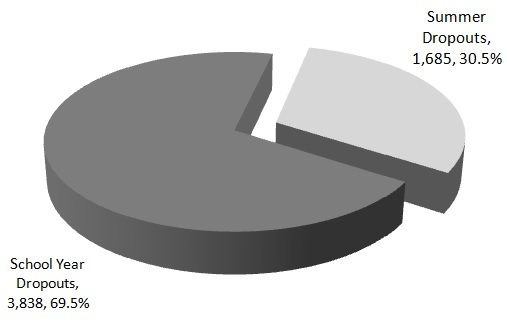 Summer
Dropouts,
1,685, 30.5%
School Year
Dropouts,
3,838, 69.5%